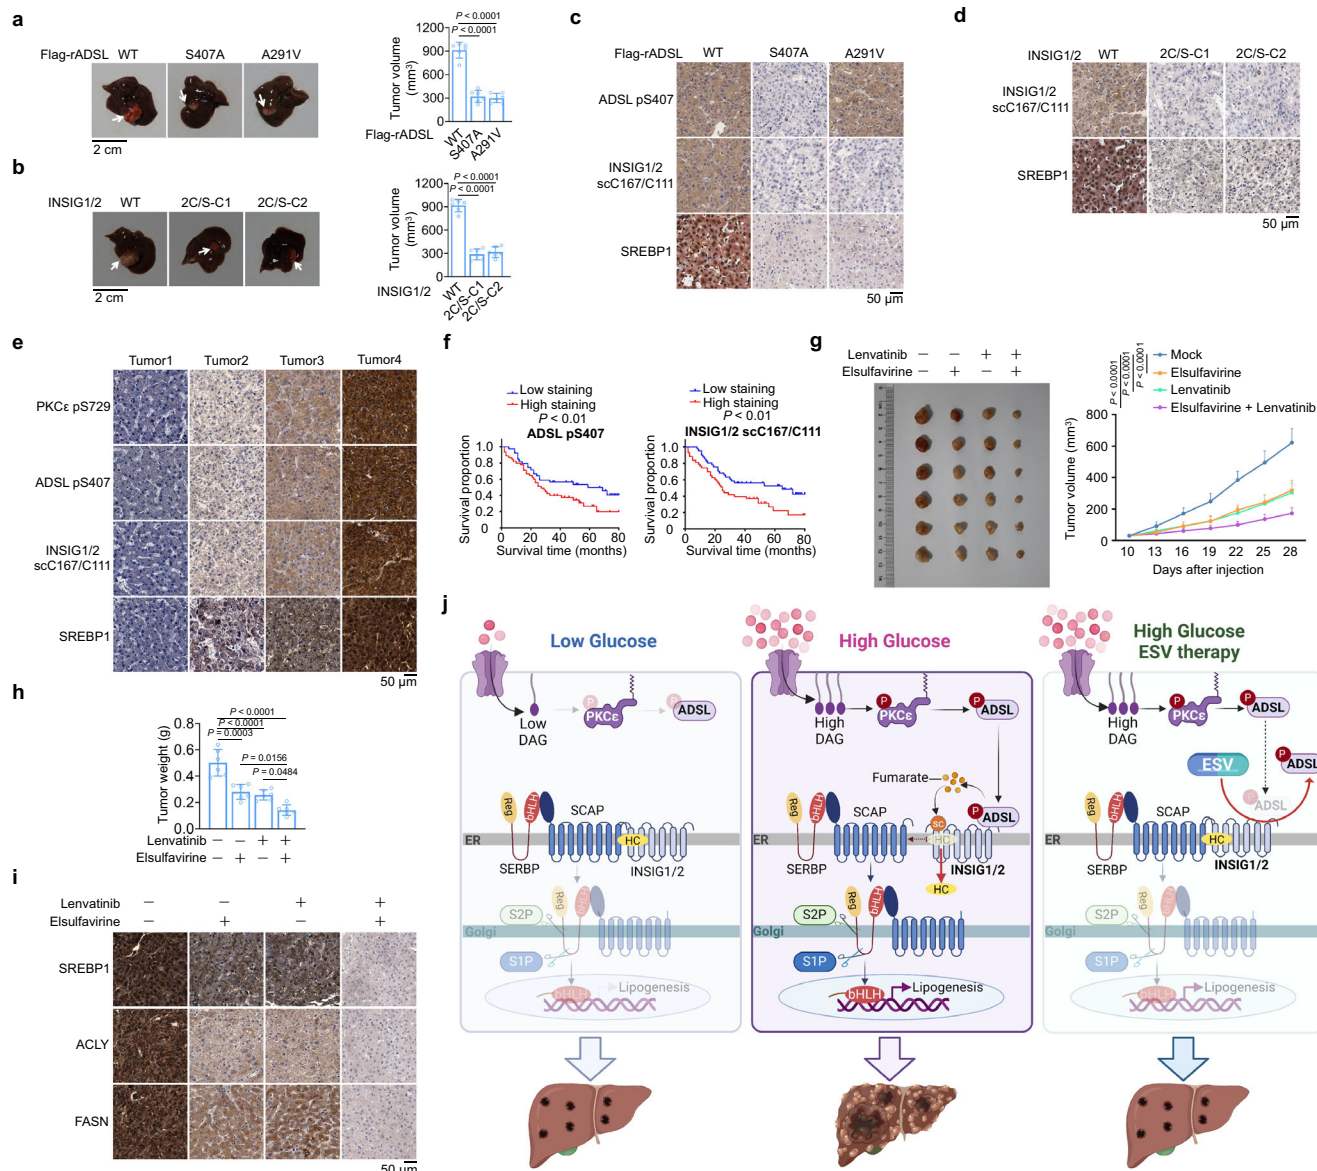 a
Flag-rADSL WT S407A A291V
2 cm
P < 0.0001
P < 0.0001
Tumor volume (mm³)
1200
900
600
300
0
Flag-rADSL
WT
S407A
A291V
b
INSIG1/2 WT 2C/S-C1 2C/S-C2
2 cm
P < 0.0001
P < 0.0001
Tumor volume (mm³)
1200
900
600
300
0
INSIG1/2
WT
2C/S-C1
2C/S-C2
c
Flag-rADSL WT S407A A291V
ADSL pS407
INSIG1/2
scC167/C111
SREBP1
50 µm
d
INSIG1/2 WT 2C/S-C1 2C/S-C2
INSIG1/2
scC167/C111
SREBP1
50 µm
e
Tumor1 Tumor2 Tumor3 Tumor4
PKCε pS729
ADSL pS407
INSIG1/2
scC167/C111
SREBP1
50 µm
f
Low staining
High staining
P < 0.01
ADSL pS407
Survival proportion
1.0
0.8
0.6
0.4
0.2
0
0 20 40 60 80
Survival time (months)
Low staining
High staining
P < 0.01
INSIG1/2 scC167/C111
Survival proportion
1.0
0.8
0.6
0.4
0.2
0
0 20 40 60 80
Survival time (months)
g
Lenvatinib − − + +
Elsulfavirine − + − +
P < 0.0001
P < 0.0001
P < 0.0001
Mock
Elsulfavirine
Lenvatinib
Elsulfavirine + Lenvatinib
Tumor volume (mm³)
800
600
400
200
0
10 13 16 19 22 25 28
Days after injection
h
P < 0.0001
P < 0.0001
P = 0.0003
P = 0.0156
P = 0.0484
Tumor weight (g)
0.8
0.6
0.4
0.2
0.0
Lenvatinib − − + +
Elsulfavirine − + − +
i
Lenvatinib − − + +
Elsulfavirine − + − +
SREBP1
ACLY
FASN
50 µm
j
Low Glucose
Low
DAG
P
PKCε
P
ADSL
Reg
bHLH
SCAP
HC
ER
SERBP
INSIG1/2
Reg
bHLH
S2P
Golgi
S1P
bHLH
Lipogenesis
High Glucose
High
DAG
P
PKCε
P
ADSL
Fumarate
P
ADSL
Reg
bHLH
SCAP
sc
HC
ER
SERBP
INSIG1/2
HC
Reg
bHLH
S2P
Golgi
S1P
bHLH
Lipogenesis
High Glucose
ESV therapy
High
DAG
P
PKCε
P
ADSL
ESV
P
ADSL
P
ADSL
Reg
bHLH
SCAP
HC
ER
SERBP
INSIG1/2
Reg
bHLH
S2P
Golgi
S1P
bHLH
Lipogenesis